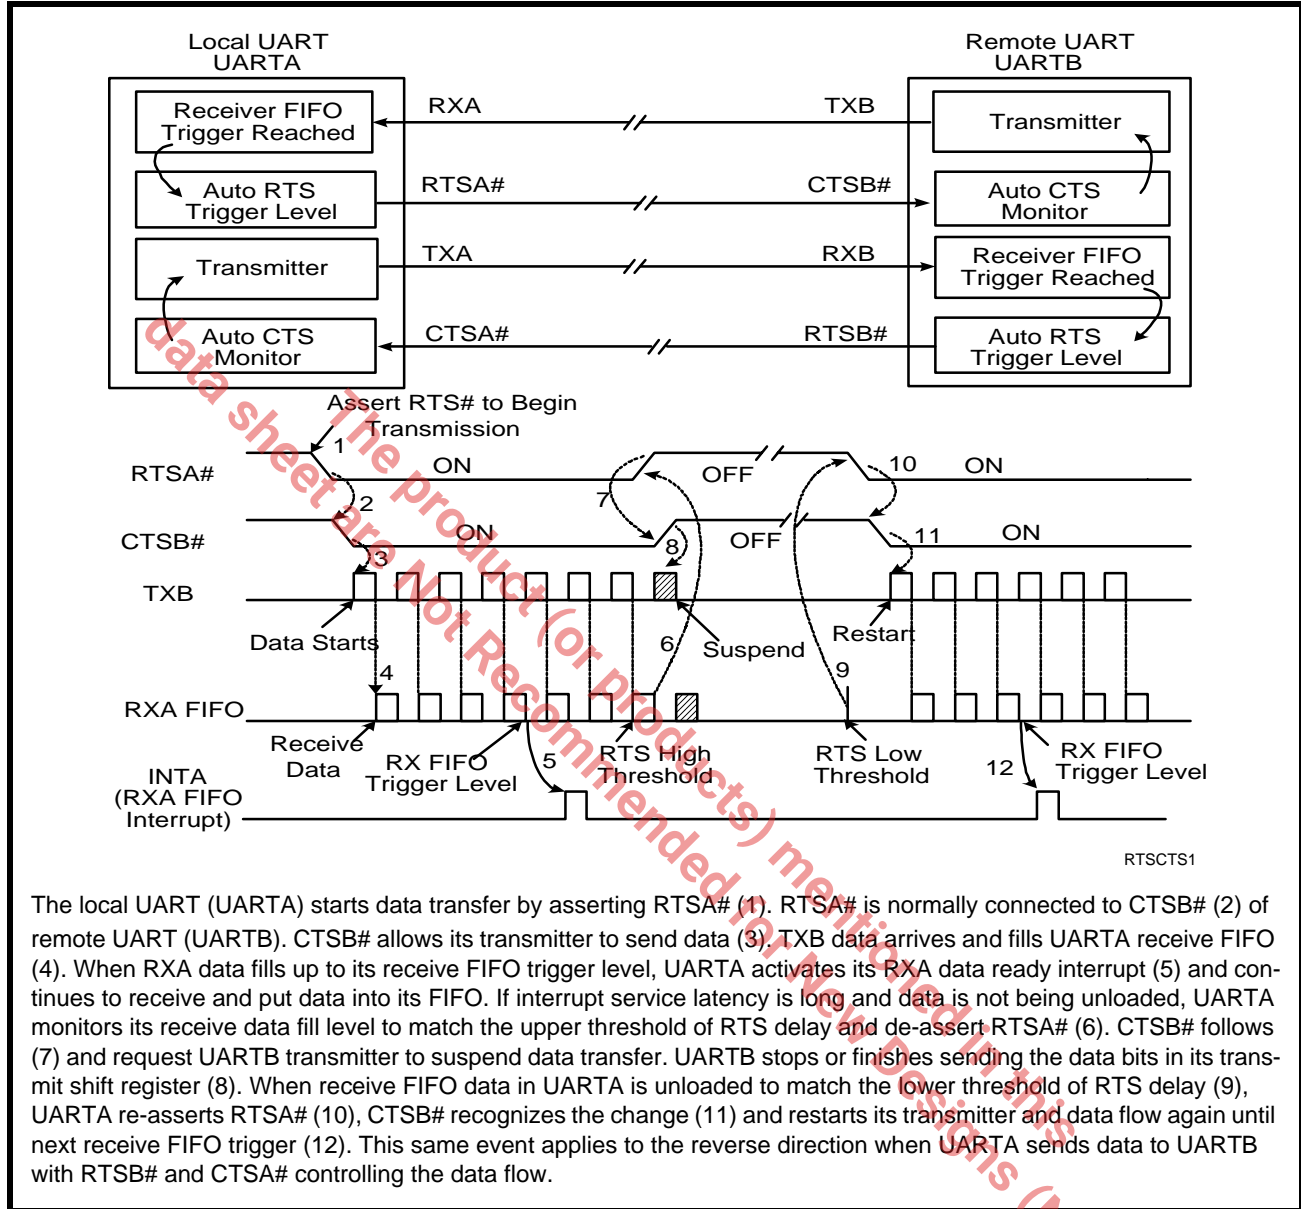 Local UART
UARTA
Remote UART
UARTB
Receiver FIFO
Trigger Reached
RXA
TXB
Transmitter
Auto RTS
Trigger Level
RTSA#
CTSB#
Auto CTS
Monitor
Transmitter
TXA
RXB
Receiver FIFO
Trigger Reached
Auto CTS
Monitor
CTSA#
RTSB#
Auto RTS
Trigger Level
Assert RTS# to Begin
Transmission
1
RTSA#
ON
OFF
10
ON
2
7
CTSB#
ON
8
OFF
11
ON
3
TXB
Data Starts
6
Suspend
Restart
4
9
RXA FIFO
Receive
Data
RX FIFO
Trigger Level
5
RTS High
Threshold
RTS Low
Threshold
12
RX FIFO
Trigger Level
INTA
(RXA FIFO
Interrupt)
RTSCTS1
The local UART (UARTA) starts data transfer by asserting RTSA# (1). RTSA# is normally connected to CTSB# (2) of
remote UART (UARTB). CTSB# allows its transmitter to send data (3). TXB data arrives and fills UARTA receive FIFO
(4). When RXA data fills up to its receive FIFO trigger level, UARTA activates its RXA data ready interrupt (5) and con-
tinues to receive and put data into its FIFO. If interrupt service latency is long and data is not being unloaded, UARTA
monitors its receive data fill level to match the upper threshold of RTS delay and de-assert RTSA# (6). CTSB# follows
(7) and request UARTB transmitter to suspend data transfer. UARTB stops or finishes sending the data bits in its trans-
mit shift register (8). When receive FIFO data in UARTA is unloaded to match the lower threshold of RTS delay (9),
UARTA re-asserts RTSA# (10), CTSB# recognizes the change (11) and restarts its transmitter and data flow again until
next receive FIFO trigger (12). This same event applies to the reverse direction when UARTA sends data to UARTB
with RTSB# and CTSA# controlling the data flow.
The product (or products) mentioned in this
data sheet are Not Recommended for New Designs (